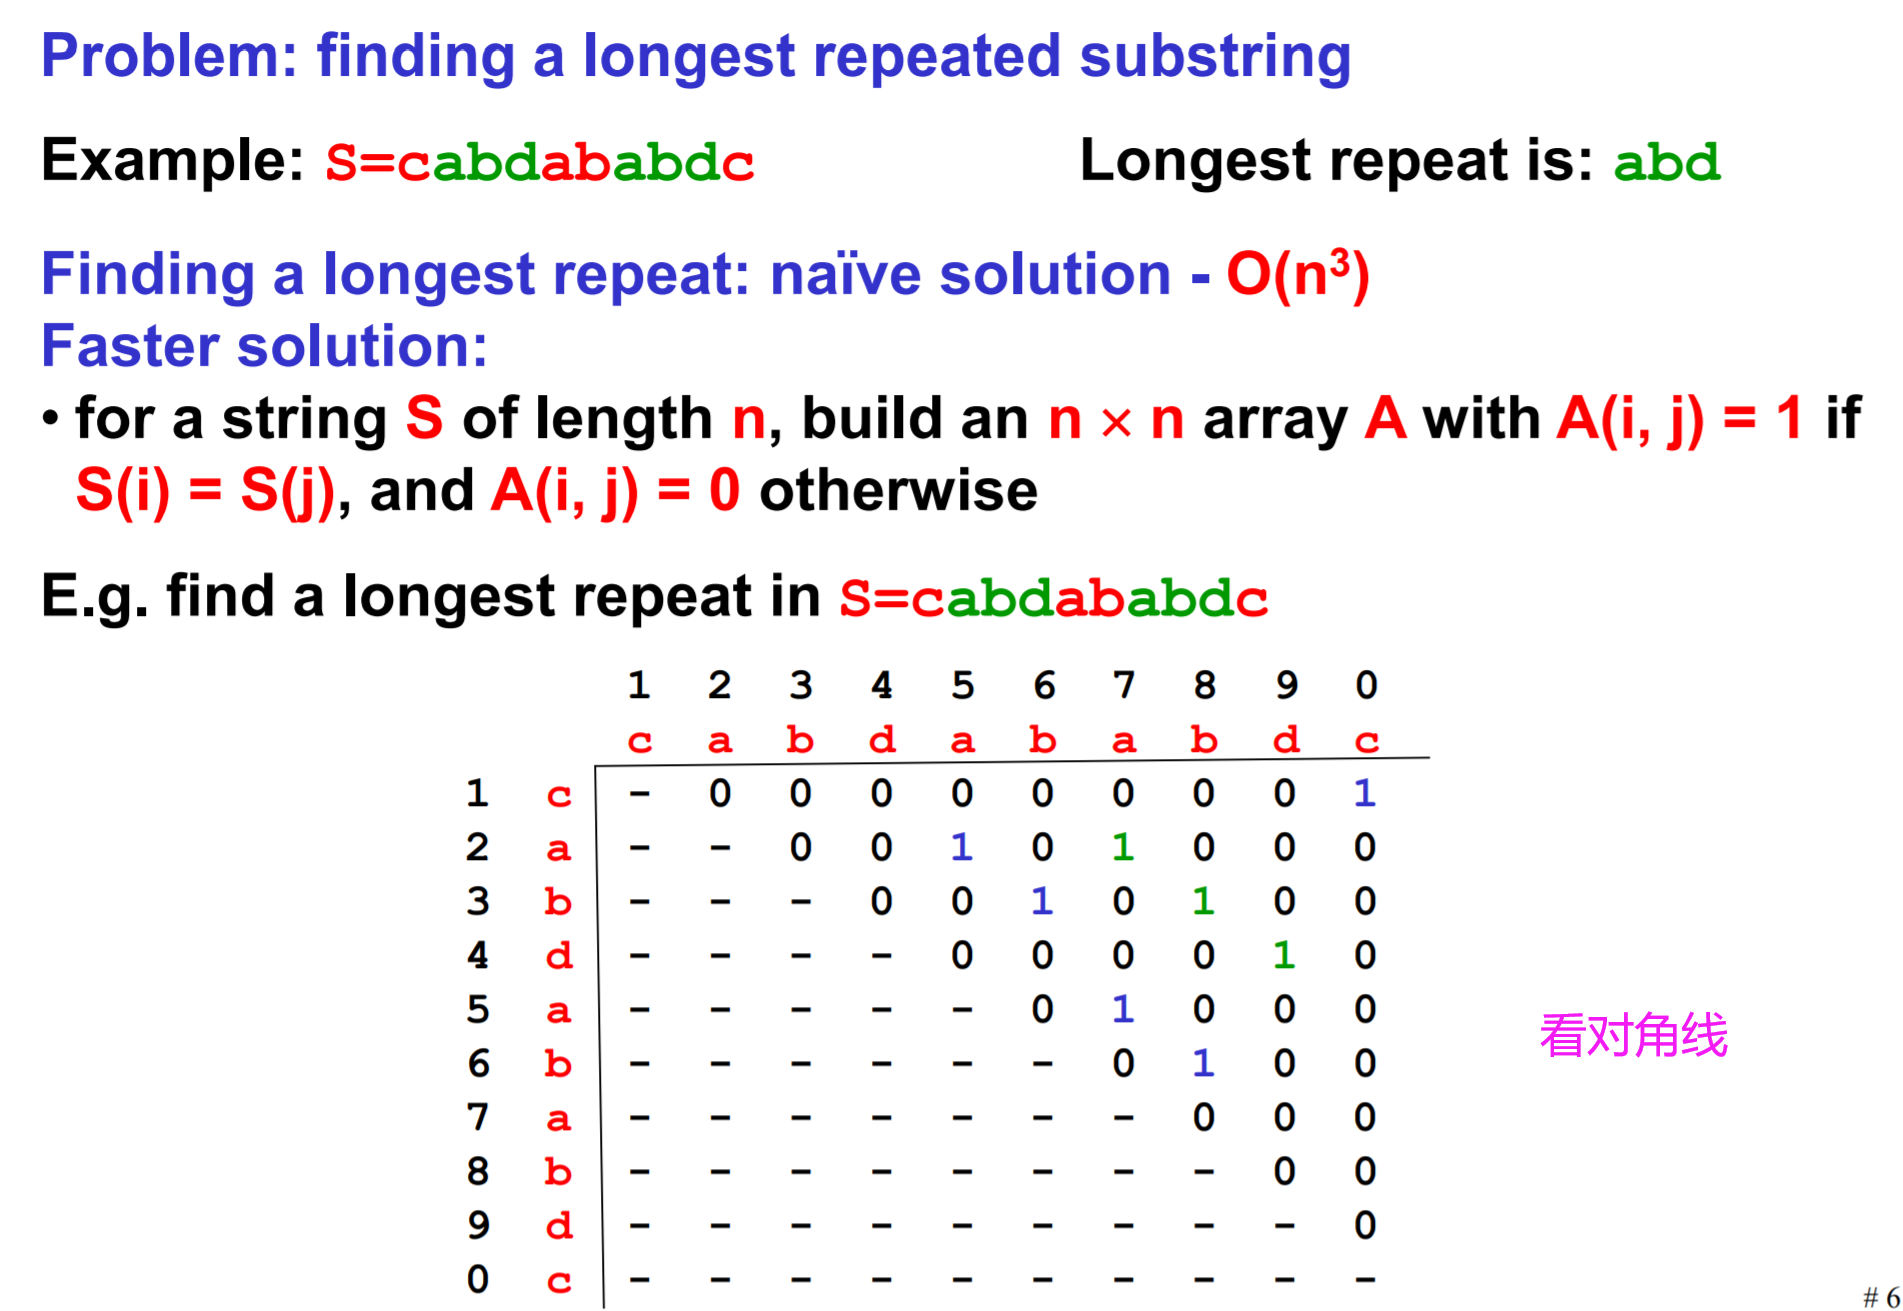 Problem: finding a longest repeated substring
Example: S=cabdababdc Longest repeat is: abd
Finding a longest repeat: naïve solution - O(n³)
Faster solution:
• for a string S of length n, build an n × n array A with A(i, j) = 1 if
S(i) = S(j), and A(i, j) = 0 otherwise
E.g. find a longest repeat in S=cabdababdc
1 2 3 4 5 6 7 8 9 0
c a b d a b a b d c
1 c - 0 0 0 0 0 0 0 0 1
2 a - - 0 0 1 0 1 0 0 0
3 b - - - 0 0 1 0 1 0 0
4 d - - - - 0 0 0 0 1 0
5 a - - - - - 0 1 0 0 0
6 b - - - - - - 0 1 0 0
7 a - - - - - - - 0 0 0
8 b - - - - - - - - 0 0
9 d - - - - - - - - - 0
0 c - - - - - - - - - -
看对角线
# 6